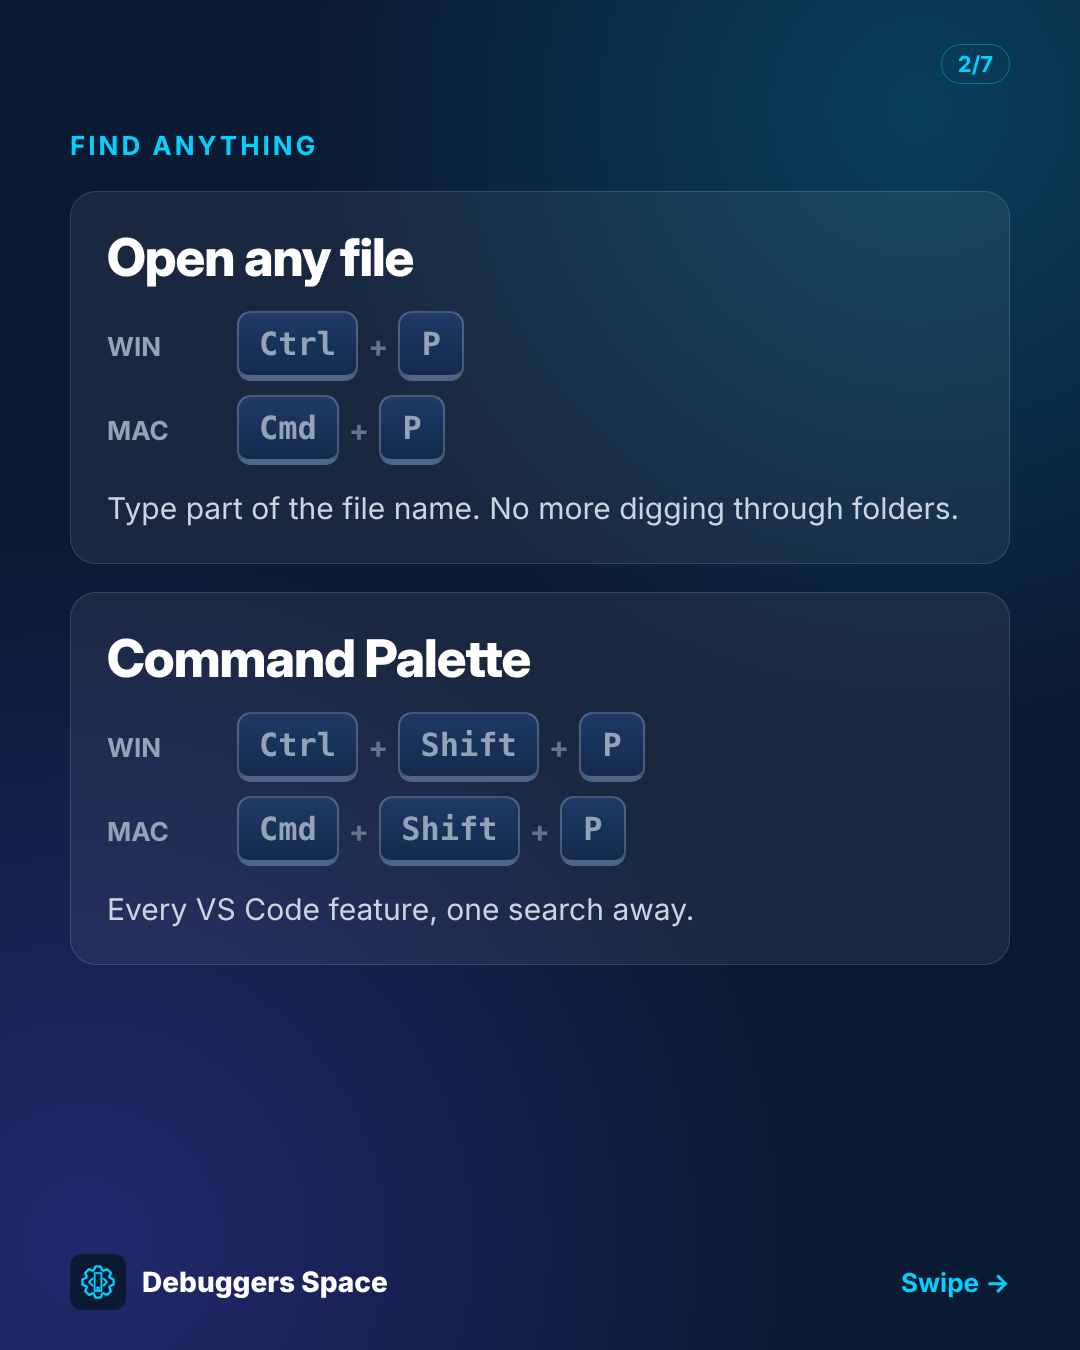 2/7
FIND ANYTHING
Open any file
WIN Ctrl + P
MAC Cmd + P
Type part of the file name. No more digging through folders.
Command Palette
WIN Ctrl + Shift + P
MAC Cmd + Shift + P
Every VS Code feature, one search away.
Debuggers Space
Swipe →